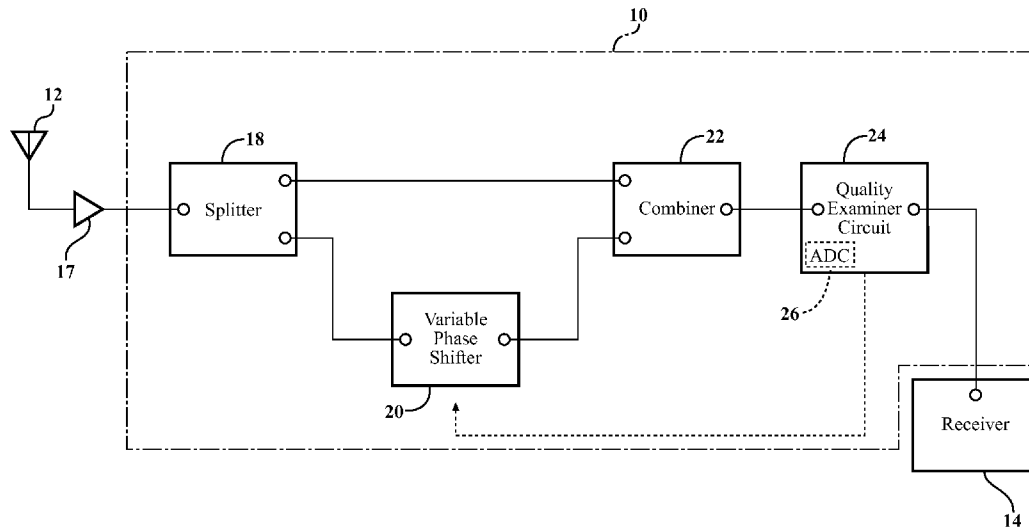 10
12
18
22
24
Splitter
Combiner
Quality
Examiner
Circuit
17
ADC
26
Variable
Phase
Shifter
20
Receiver
14